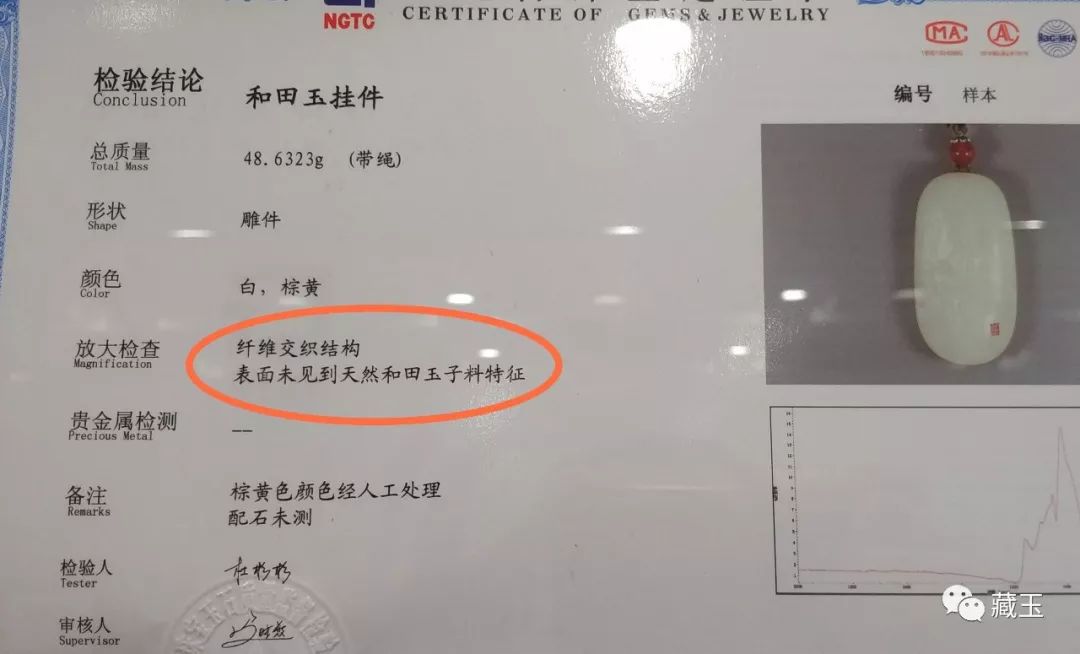 NGTC
CERTIFICATE OF GEMS & JEWELRY
MA
AL
检验结论
Conclusion
和田玉挂件
编号 样本
总质量
Total Mass
48.6323g (带绳)
形状
Shape
雕件
颜色
Color
白，棕黄
放大检查
Magnification
纤维交织结构
表面未见到天然和田玉子料特征
贵金属检测
Precious Metal
——
备注
Remarks
棕黄色颜色经人工处理
配石未测
检验人
Tester
审核人
Supervisor
藏玉